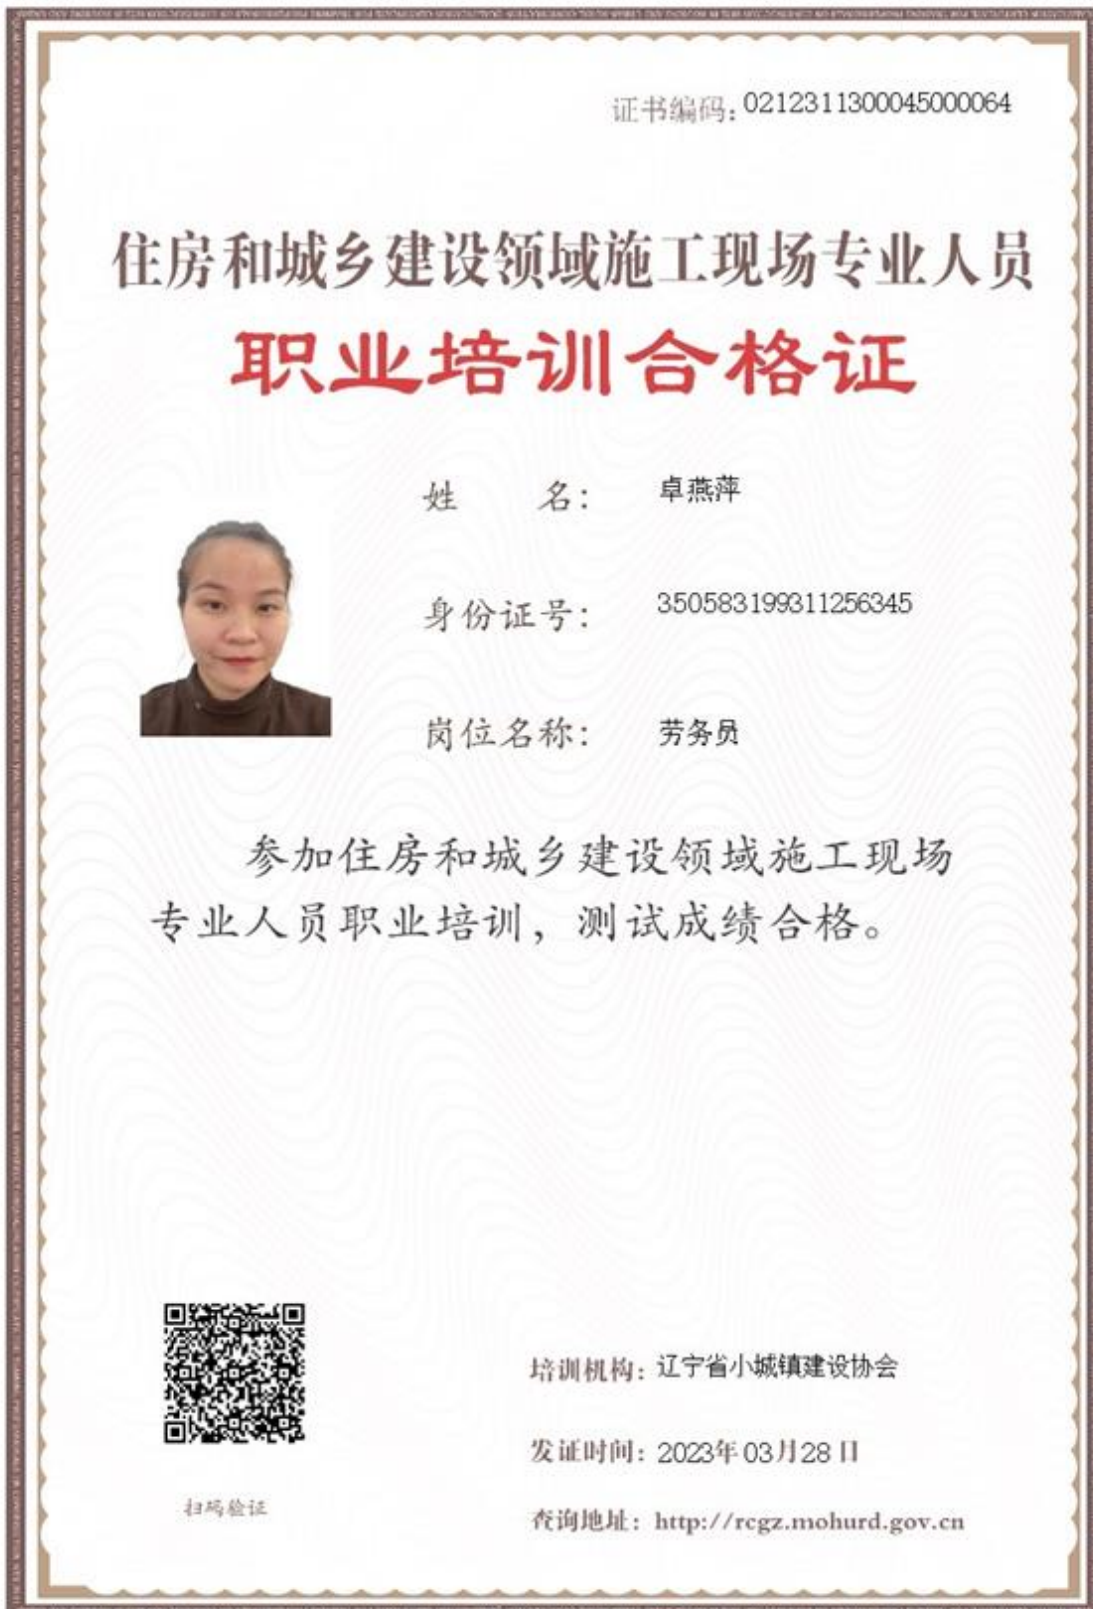 证书编码：0212311300045000064
住房和城乡建设领域施工现场专业人员
职业培训合格证
姓 名： 卓燕萍
身份证号： 350583199311256345
岗位名称： 劳务员
参加住房和城乡建设领域施工现场
专业人员职业培训，测试成绩合格。
培训机构：辽宁省小城镇建设协会
发证时间：2023年03月28日
扫码验证
查询地址：http://rcgz.mohurd.gov.cn